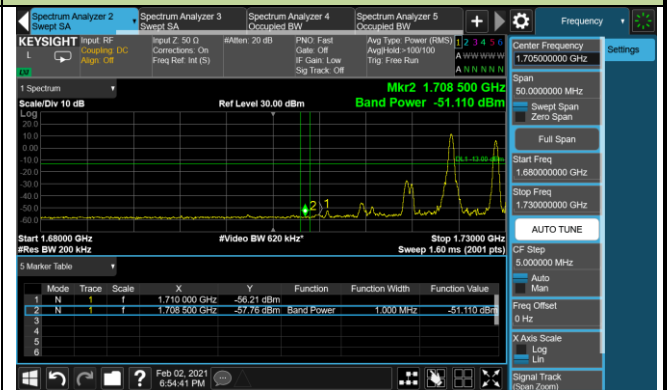 Spectrum Analyzer 2
Swept SA
Spectrum Analyzer 3
Swept SA
Spectrum Analyzer 4
Occupied BW
Spectrum Analyzer 5
Occupied BW
Frequency
KEYSIGHT
L
Input: RF
Coupling: DC
Align: Off
Input Z: 50 Ω
Corrections: On
Freq Ref: Int (S)
#Atten: 20 dB
PNO: Fast
Gate: Off
IF Gain: Low
Sig Track: Off
Avg Type: Power (RMS)
Avg|Hold:>100/100
Trig: Free Run
1 2 3 4 5 6
A W W W W W
A N N N N N
Center Frequency
1.705000000 GHz
Settings
Span
50.0000000 MHz
Swept Span
Zero Span
Full Span
Start Freq
1.680000000 GHz
Stop Freq
1.730000000 GHz
AUTO TUNE
CF Step
5.000000 MHz
Auto
Man
Freq Offset
0 Hz
X Axis Scale
Log
Lin
Signal Track
(Span Zoom)
1 Spectrum
Scale/Div 10 dB
Ref Level 30.00 dBm
Mkr2 1.708 500 GHz
Band Power -51.110 dBm
Log
20.0
10.0
0.00
-10.0
-20.0
-30.0
-40.0
-50.0
-60.0
DL1 -13.00 dBm
2 1
Start 1.68000 GHz
#Res BW 200 kHz
#Video BW 620 kHz*
Stop 1.73000 GHz
Sweep 1.60 ms (2001 pts)
5 Marker Table
Mode Trace Scale X Y Function Function Width Function Value
1 N 1 f 1.710 000 GHz -56.21 dBm
2 N 1 f 1.708 500 GHz -57.76 dBm Band Power 1.000 MHz -51.110 dBm
3
4
5
6
?
Feb 02, 2021
6:54:41 PM